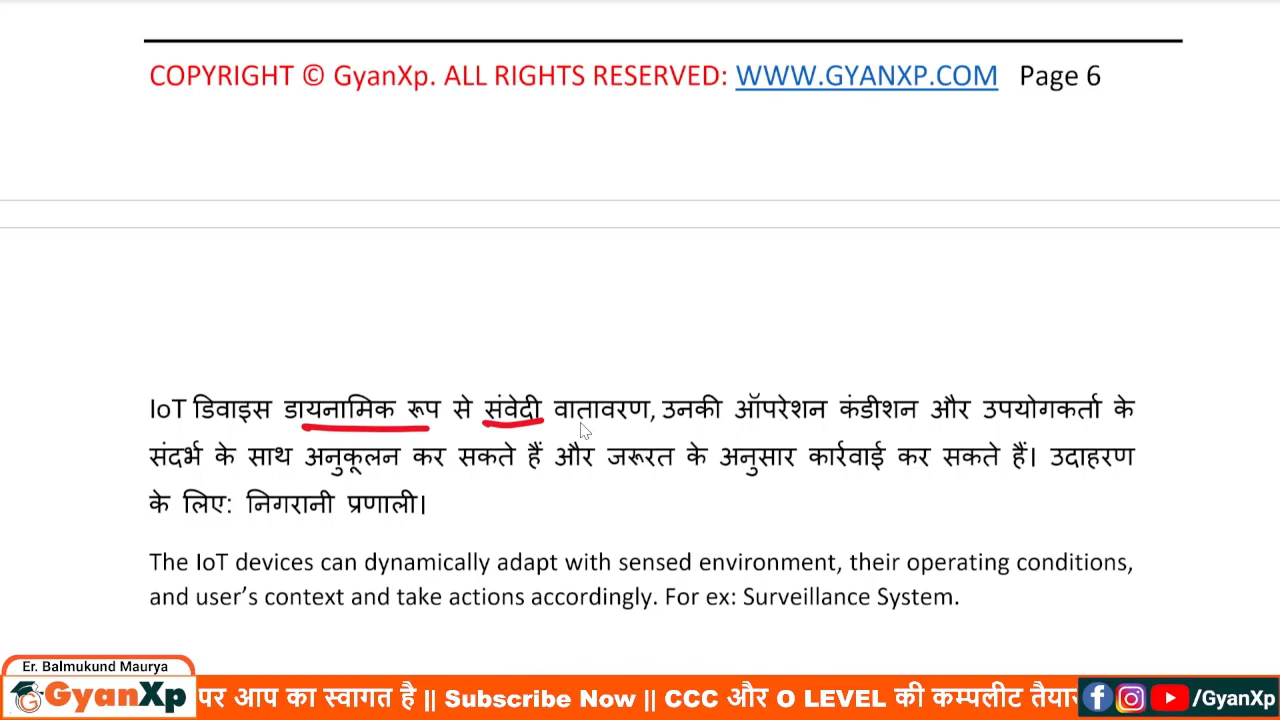 COPYRIGHT © GyanXp. ALL RIGHTS RESERVED: WWW.GYANXP.COM Page 6
IoT डिवाइस डायनामिक रूप से संवेदी वातावरण, उनकी ऑपरेशन कंडीशन और उपयोगकर्ता के
संदर्भ के साथ अनुकूलन कर सकते हैं और जरूरत के अनुसार कार्रवाई कर सकते हैं। उदाहरण
के लिए: निगरानी प्रणाली।
The IoT devices can dynamically adapt with sensed environment, their operating conditions,
and user's context and take actions accordingly. For ex: Surveillance System.
Er. Balmukund Maurya
GyanXp पर आप का स्वागत है || Subscribe Now || CCC और O LEVEL की कम्पलीट तैयार /GyanXp